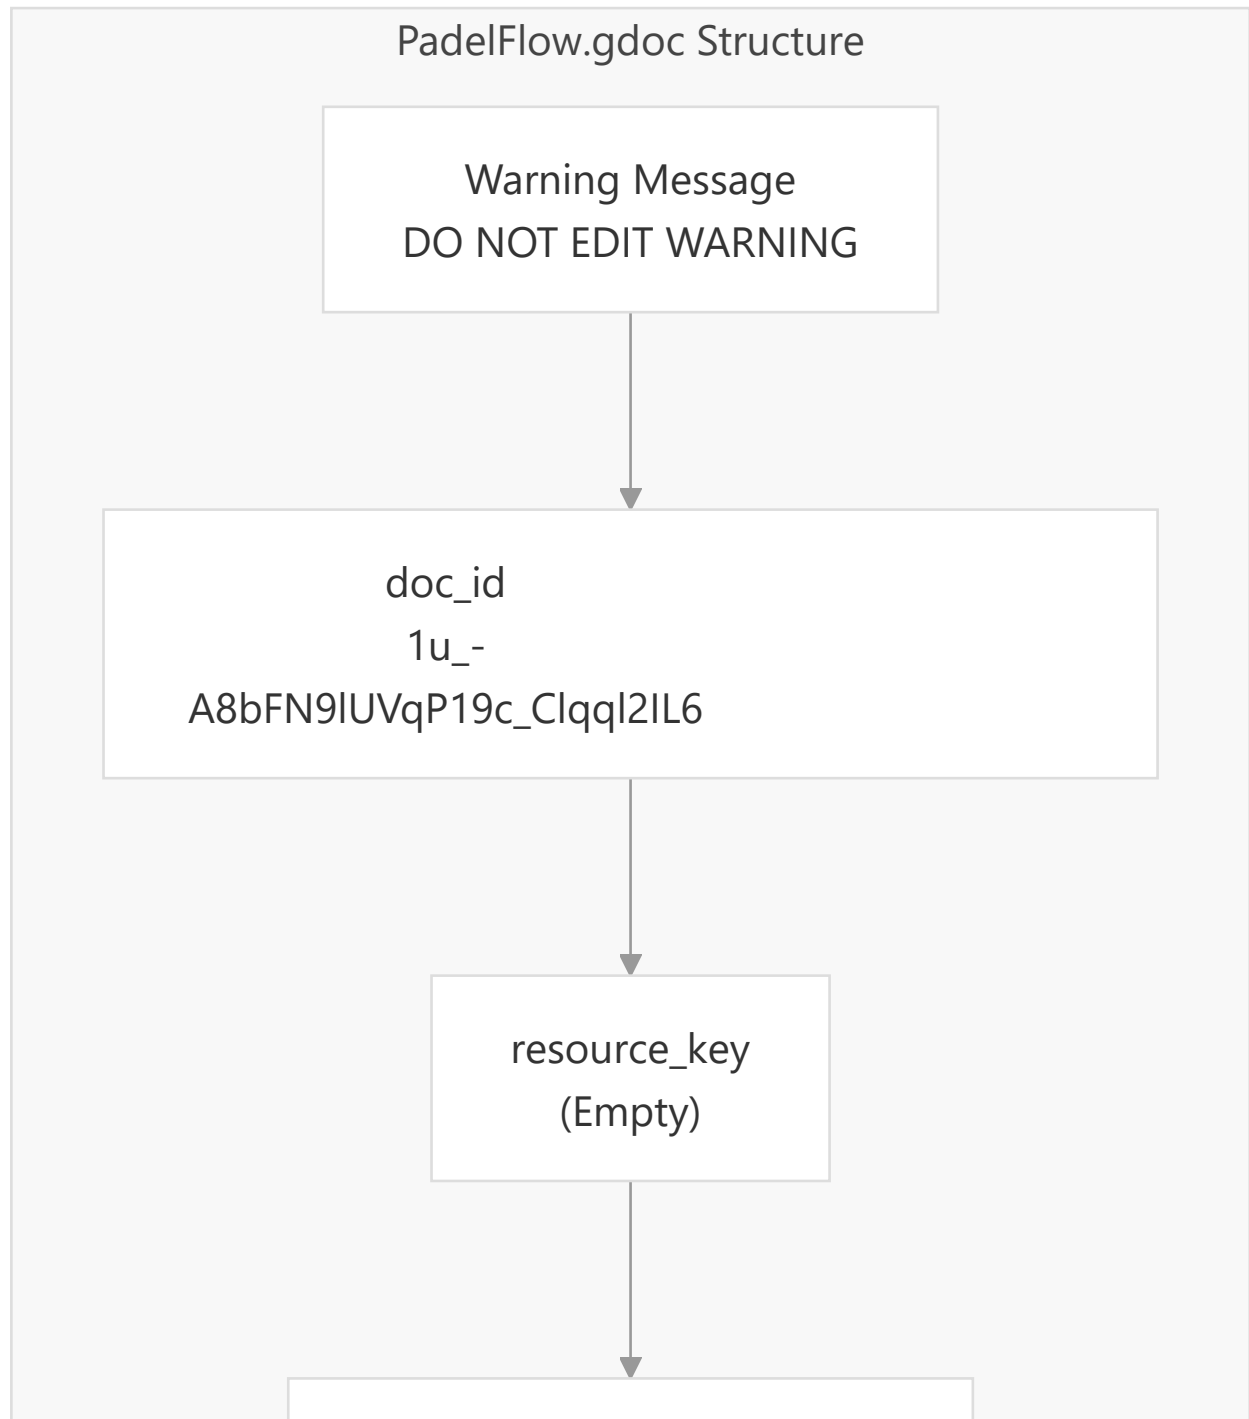 PadelFlow.gdoc Structure
Warning Message
DO NOT EDIT WARNING
doc_id
1u_-
A8bFN9lUVqP19c_Clqql2IL6
resource_key
(Empty)